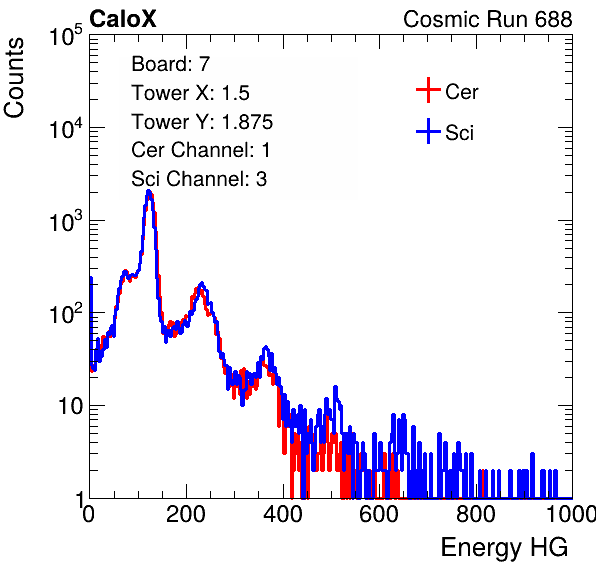 CaloX Cosmic Run 688
Counts
10^5
10^4
10^3
10^2
10
1
Board: 7
Tower X: 1.5
Tower Y: 1.875
Cer Channel: 1
Sci Channel: 3
Cer
Sci
0 200 400 600 800 1000
Energy HG